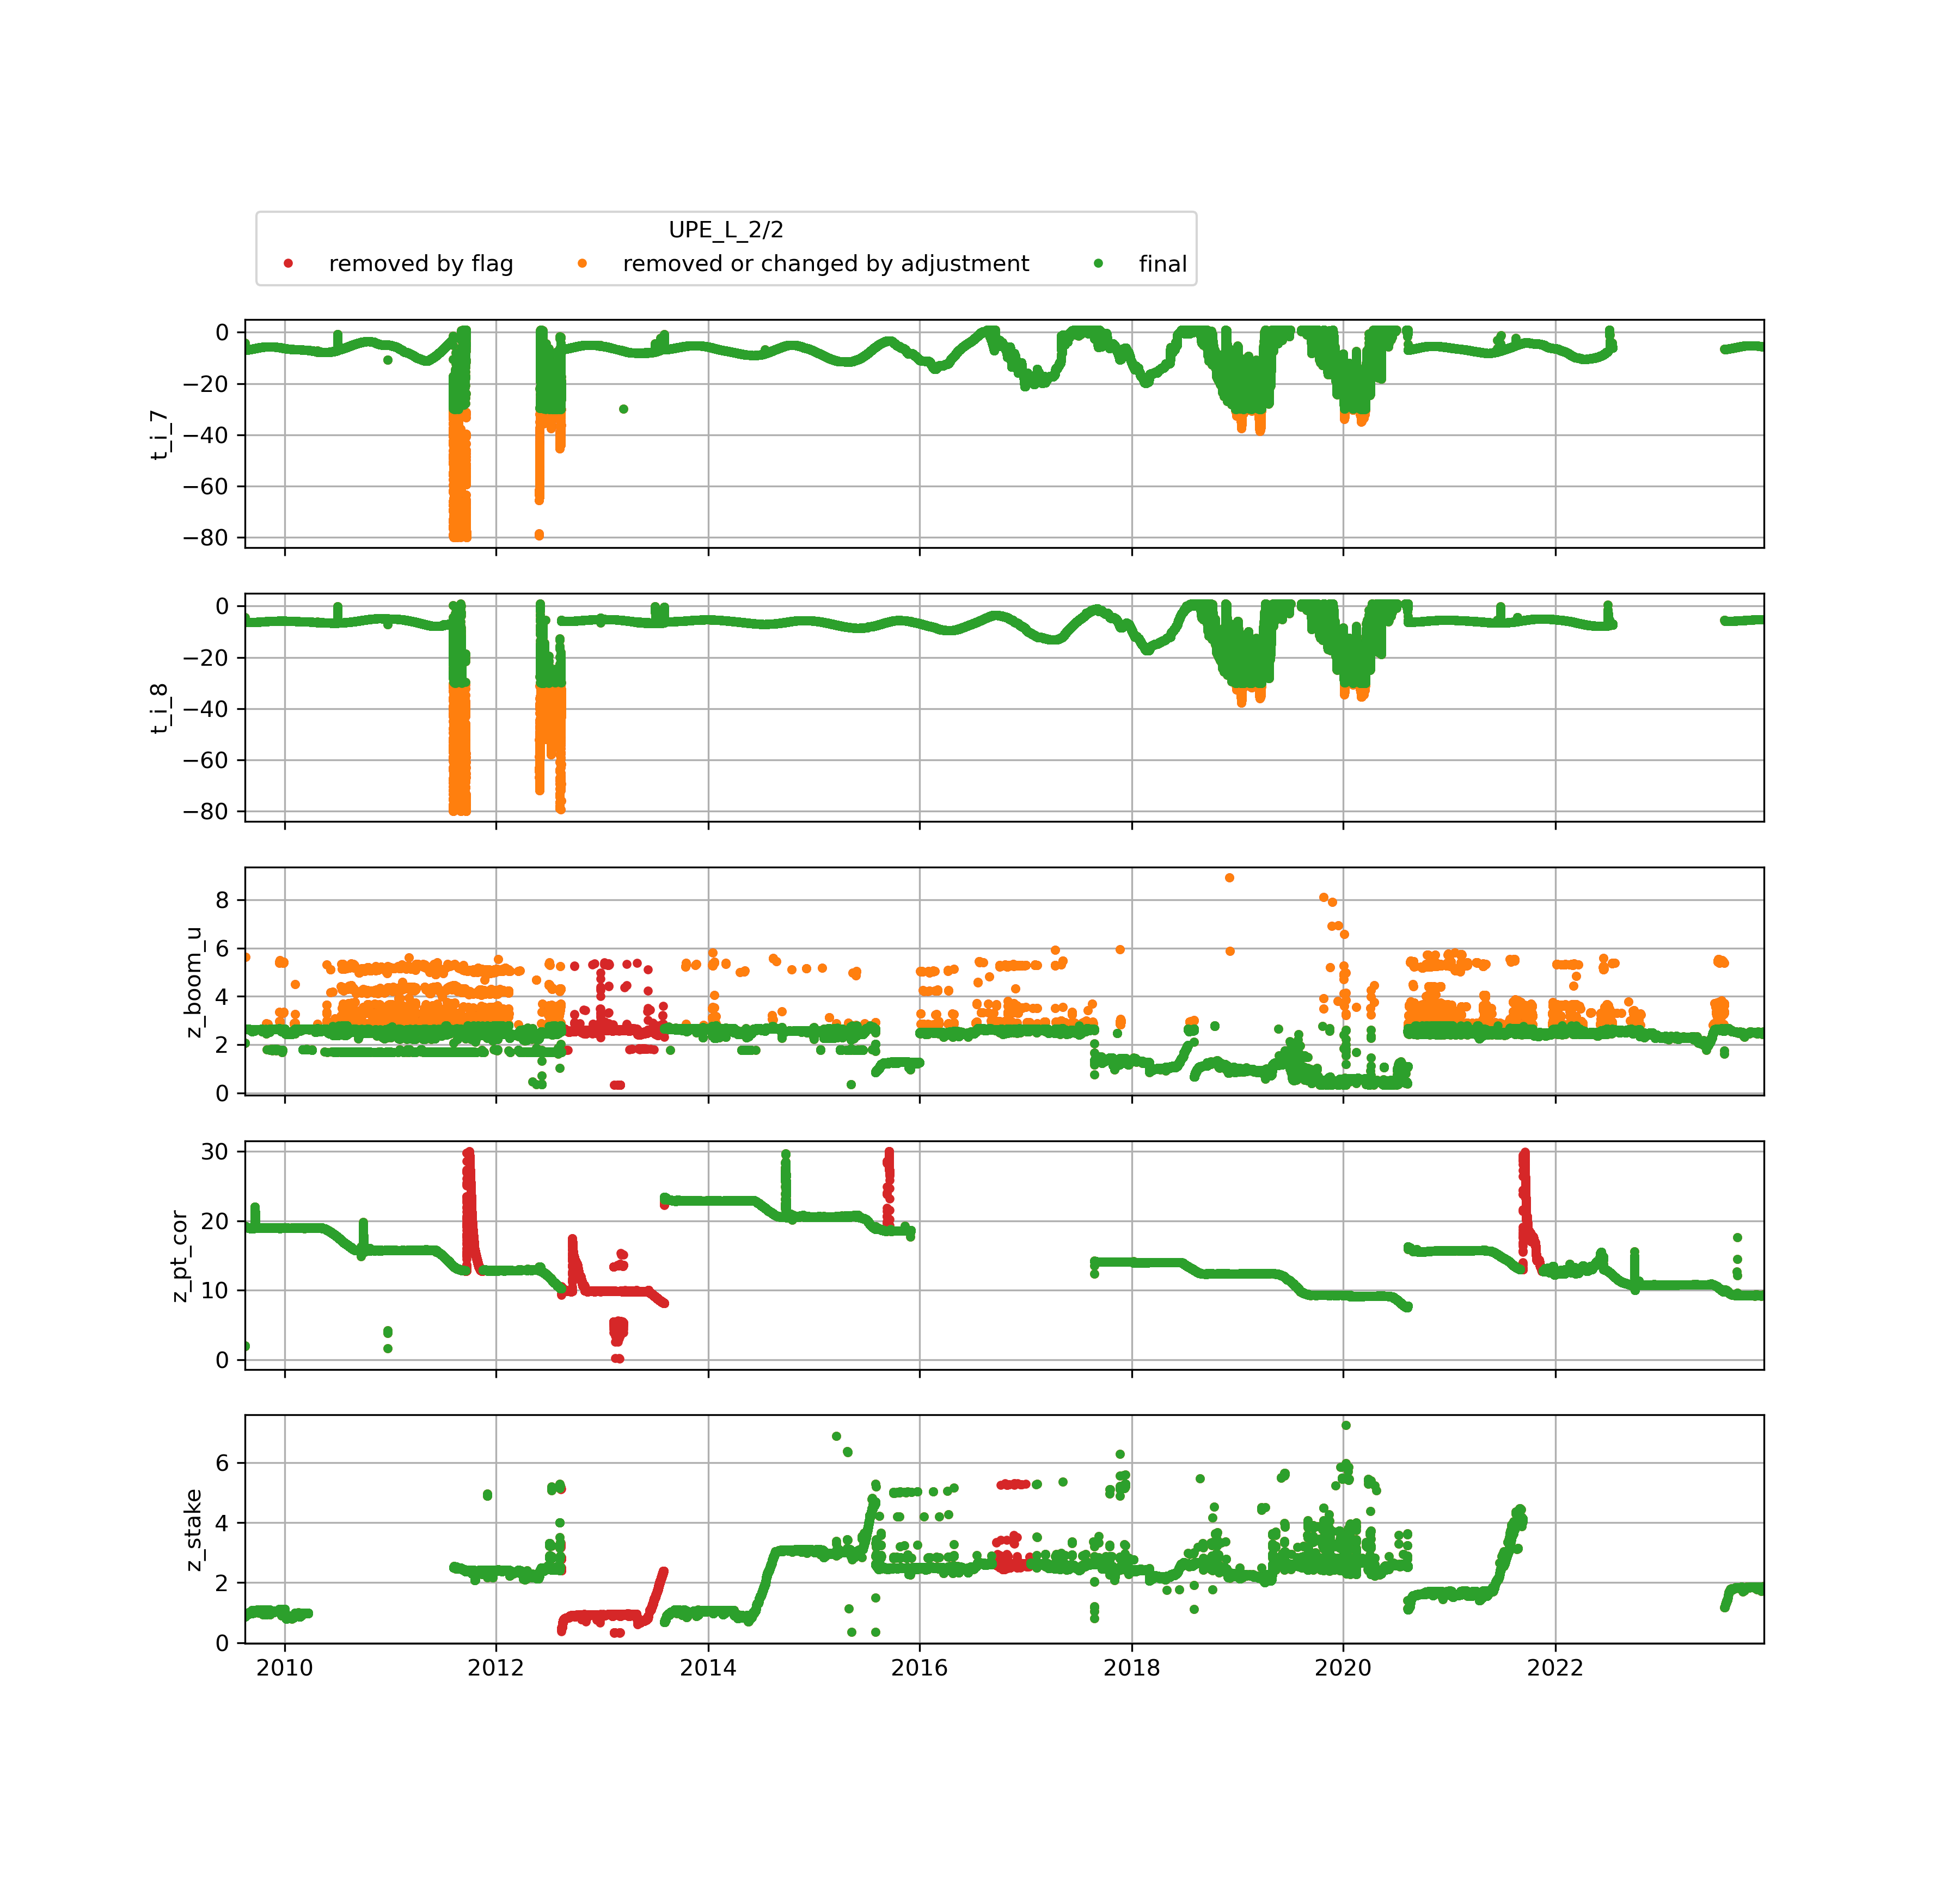 UPE_L_2/2
removed by flag removed or changed by adjustment final
0
−20
−40
−60
−80
t_i_7
0
−20
−40
−60
−80
t_i_8
8
6
4
2
0
z_boom_u
30
20
10
0
z_pt_cor
6
4
2
0
z_stake
2010 2012 2014 2016 2018 2020 2022